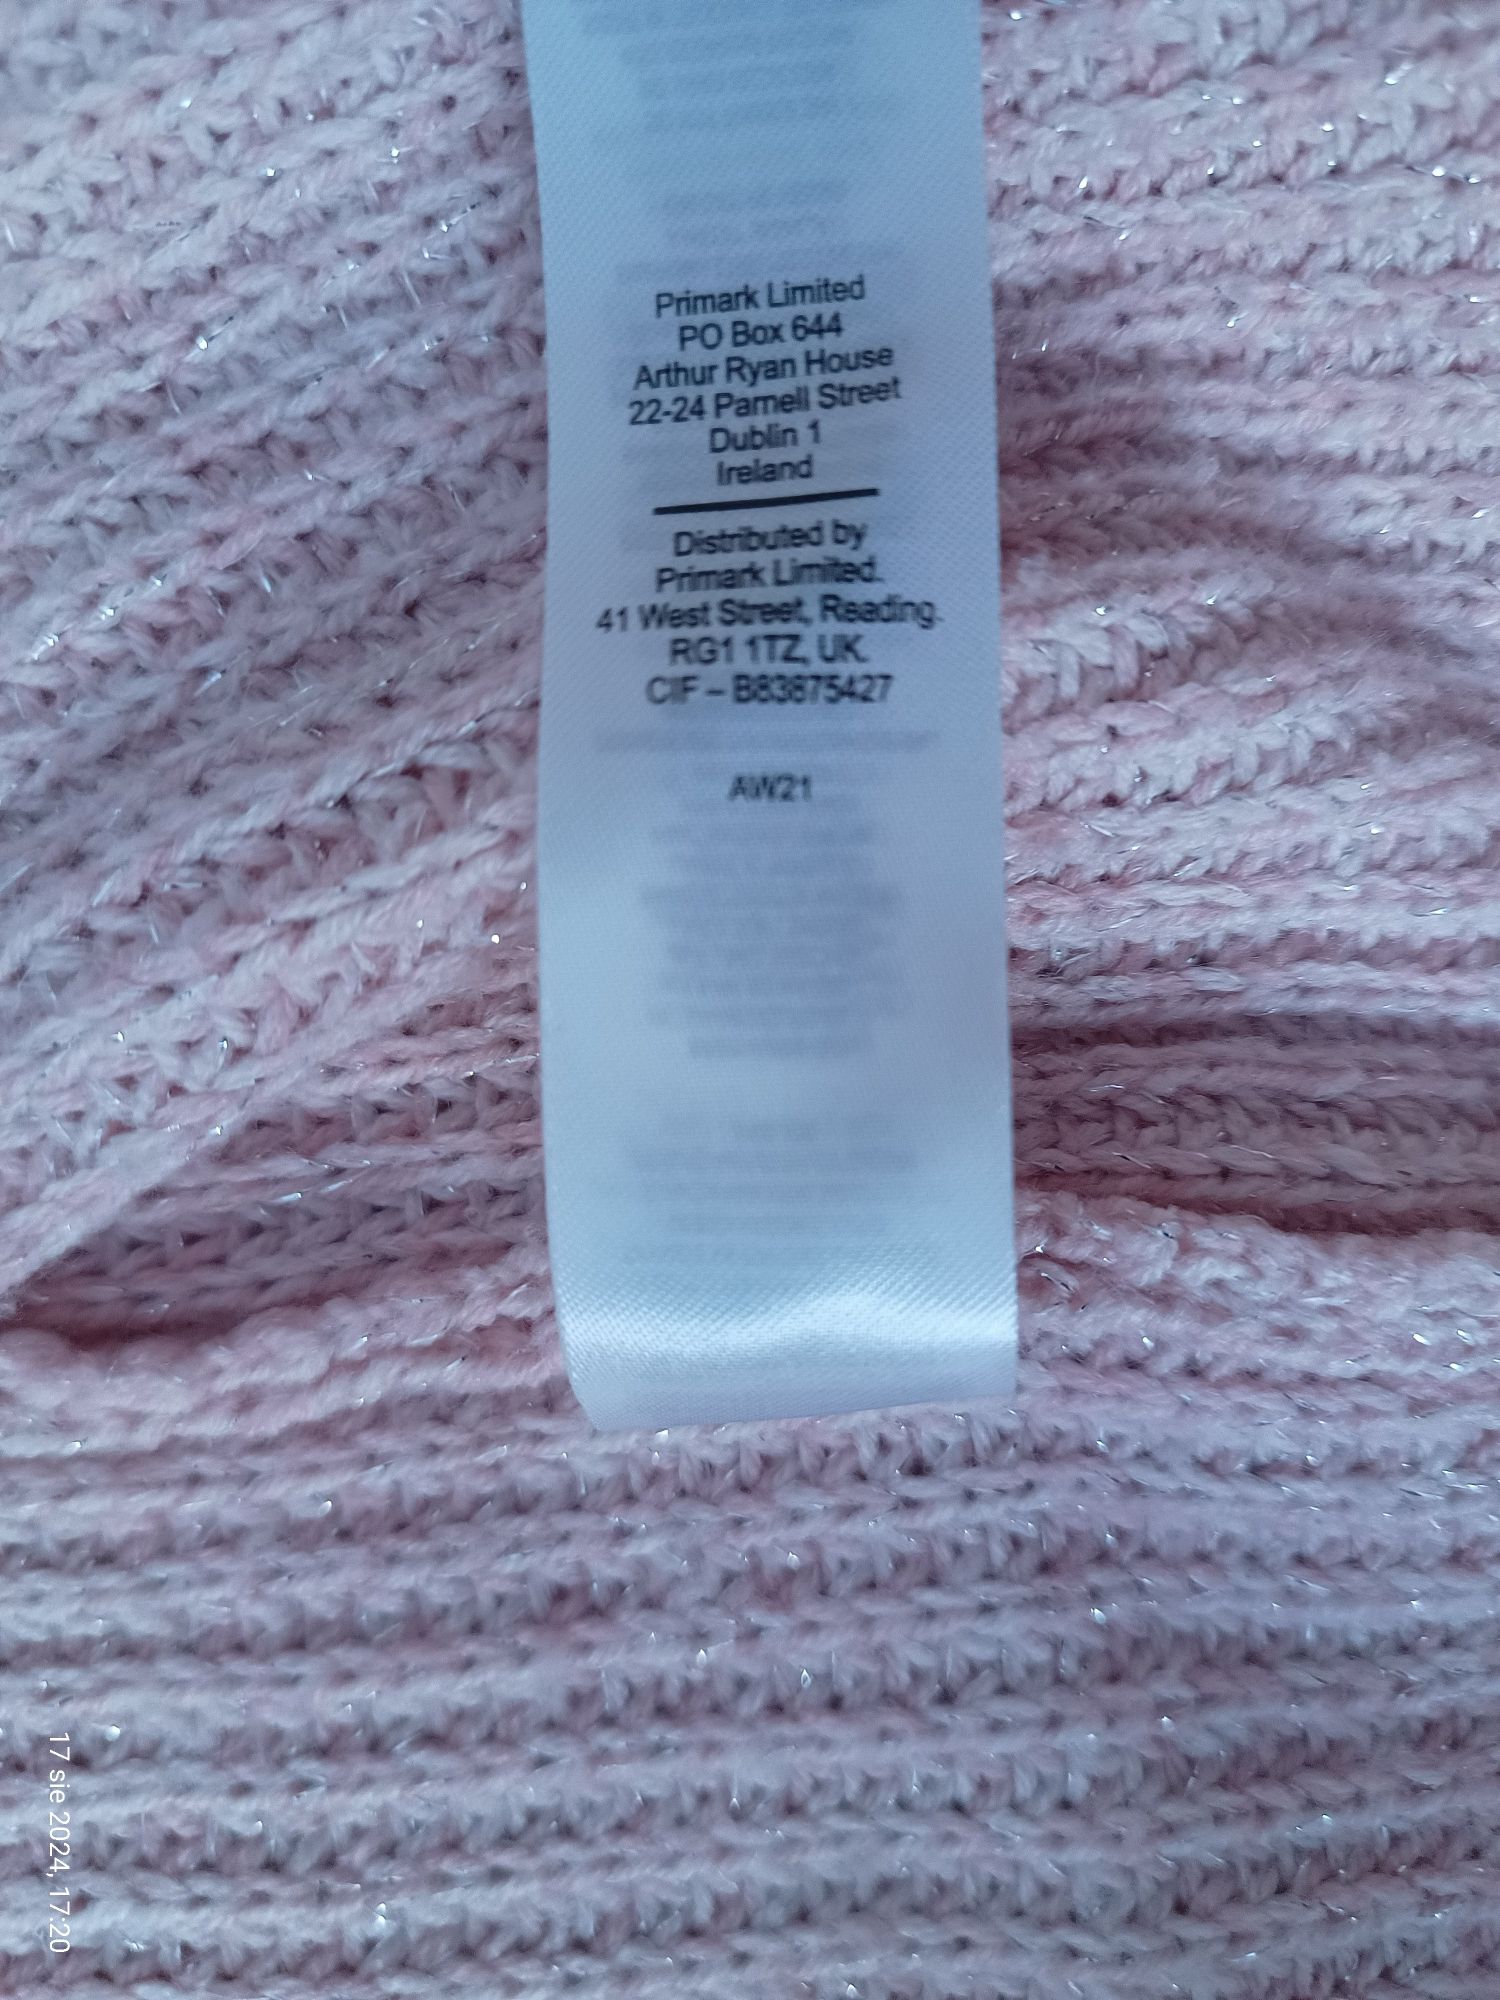 Primark Limited
PO Box 644
Arthur Ryan House
22-24 Parnell Street
Dublin 1
Ireland
Distributed by
Primark Limited.
41 West Street, Reading.
RG1 1TZ, UK.
CIF – B83875427
AW21
17 sie 2024, 17:20